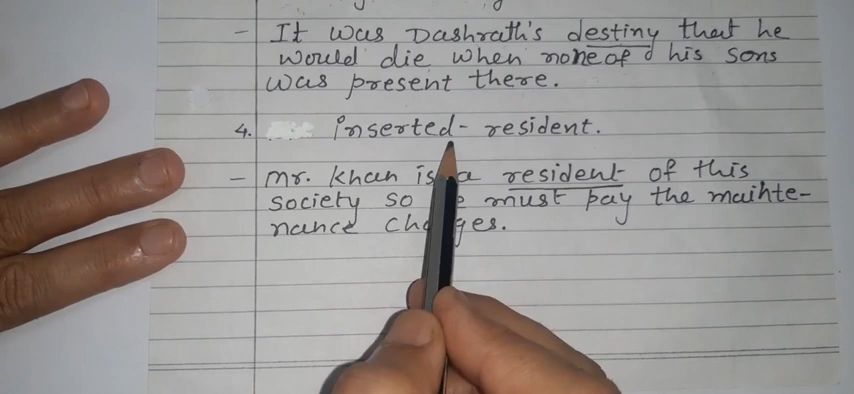 - It was Dashrath's destiny that he
would die when none of his sons
was present there.
4. inserted - resident.
- Mr. Khan is a resident of this
society so must pay the mainte-
nance charges.